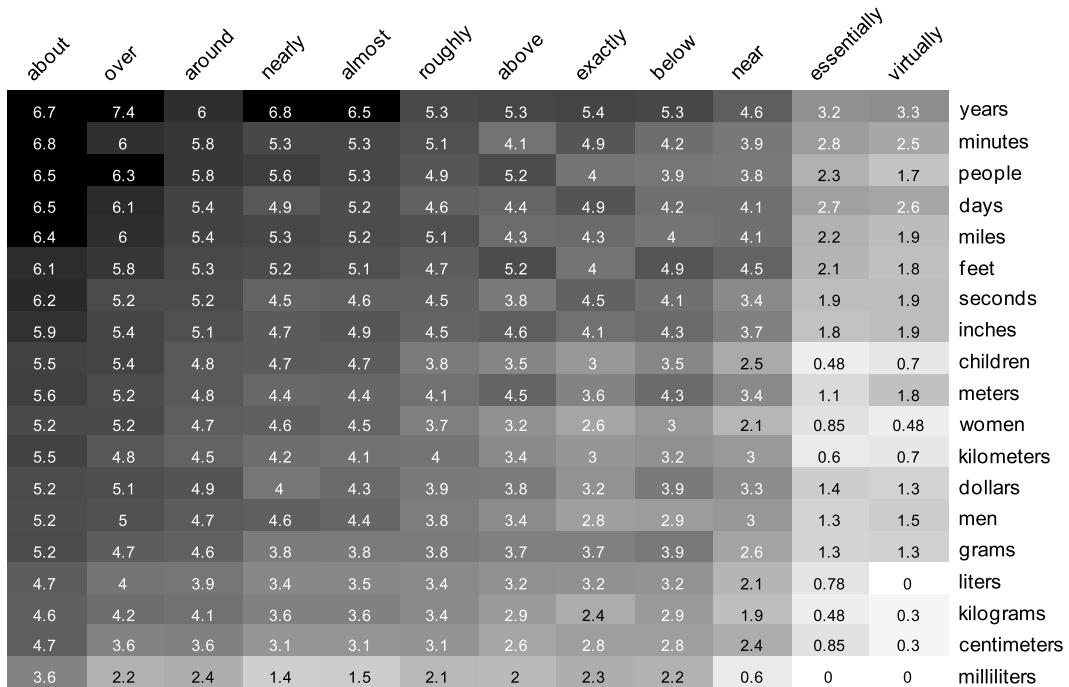 about over around nearly almost roughly above exactly below near essentially virtually
6.7 7.4 6 6.8 6.5 5.3 5.3 5.4 5.3 4.6 3.2 3.3 years
6.8 6 5.8 5.3 5.3 5.1 4.1 4.9 4.2 3.9 2.8 2.5 minutes
6.5 6.3 5.8 5.6 5.3 4.9 5.2 4 3.9 3.8 2.3 1.7 people
6.5 6.1 5.4 4.9 5.2 4.6 4.4 4.9 4.2 4.1 2.7 2.6 days
6.4 6 5.4 5.3 5.2 5.1 4.3 4.3 4 4.1 2.2 1.9 miles
6.1 5.8 5.3 5.2 5.1 4.7 5.2 4 4.9 4.5 2.1 1.8 feet
6.2 5.2 5.2 4.5 4.6 4.5 3.8 4.5 4.1 3.4 1.9 1.9 seconds
5.9 5.4 5.1 4.7 4.9 4.5 4.6 4.1 4.3 3.7 1.8 1.9 inches
5.5 5.4 4.8 4.7 4.7 3.8 3.5 3 3.5 2.5 0.48 0.7 children
5.6 5.2 4.8 4.4 4.4 4.1 4.5 3.6 4.3 3.4 1.1 1.8 meters
5.2 5.2 4.7 4.6 4.5 3.7 3.2 2.6 3 2.1 0.85 0.48 women
5.5 4.8 4.5 4.2 4.1 4 3.4 3 3.2 3 0.6 0.7 kilometers
5.2 5.1 4.9 4 4.3 3.9 3.8 3.2 3.9 3.3 1.4 1.3 dollars
5.2 5 4.7 4.6 4.4 3.8 3.4 2.8 2.9 3 1.3 1.5 men
5.2 4.7 4.6 3.8 3.8 3.8 3.7 3.7 3.9 2.6 1.3 1.3 grams
4.7 4 3.9 3.4 3.5 3.4 3.2 3.2 3.2 2.1 0.78 0 liters
4.6 4.2 4.1 3.6 3.6 3.4 2.9 2.4 2.9 1.9 0.48 0.3 kilograms
4.7 3.6 3.6 3.1 3.1 3.1 2.6 2.8 2.8 2.4 0.85 0.3 centimeters
3.6 2.2 2.4 1.4 1.5 2.1 2 2.3 2.2 0.6 0 0 milliliters